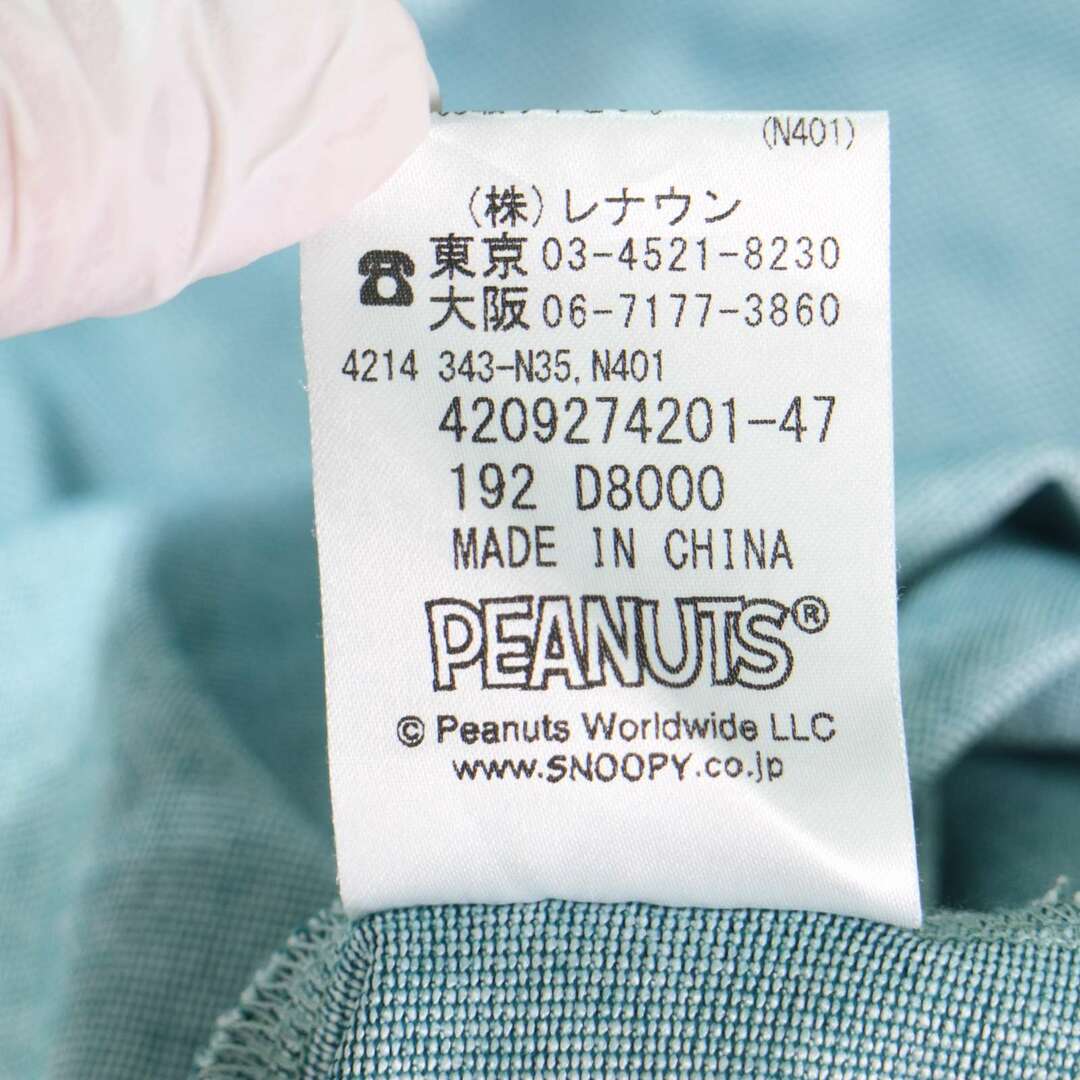 (N401)
(株)レナウン
東京 03-4521-8230
大阪 06-7177-3860
4214 343-N35, N401
4209274201-47
192 D8000
MADE IN CHINA
PEANUTS®
© Peanuts Worldwide LLC
www.SNOOPY.co.jp